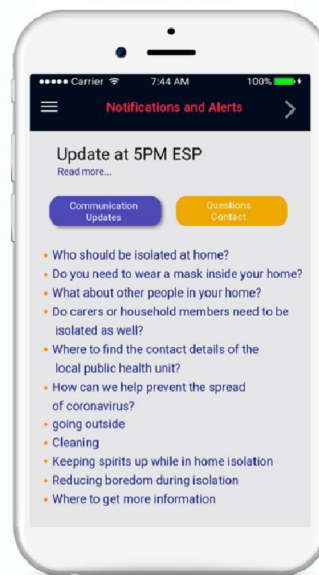 Carrier 7:44 AM 100%
Notifications and Alerts
Update at 5PM ESP
Read more...
Communication
Updates
Questions
Contact
• Who should be isolated at home?
• Do you need to wear a mask inside your home?
• What about other people in your home?
• Do carers or household members need to be
isolated as well?
• Where to find the contact details of the
local public health unit?
• How can we help prevent the spread
of coronavirus?
• going outside
• Cleaning
• Keeping spirits up while in home isolation
• Reducing boredom during isolation
• Where to get more information